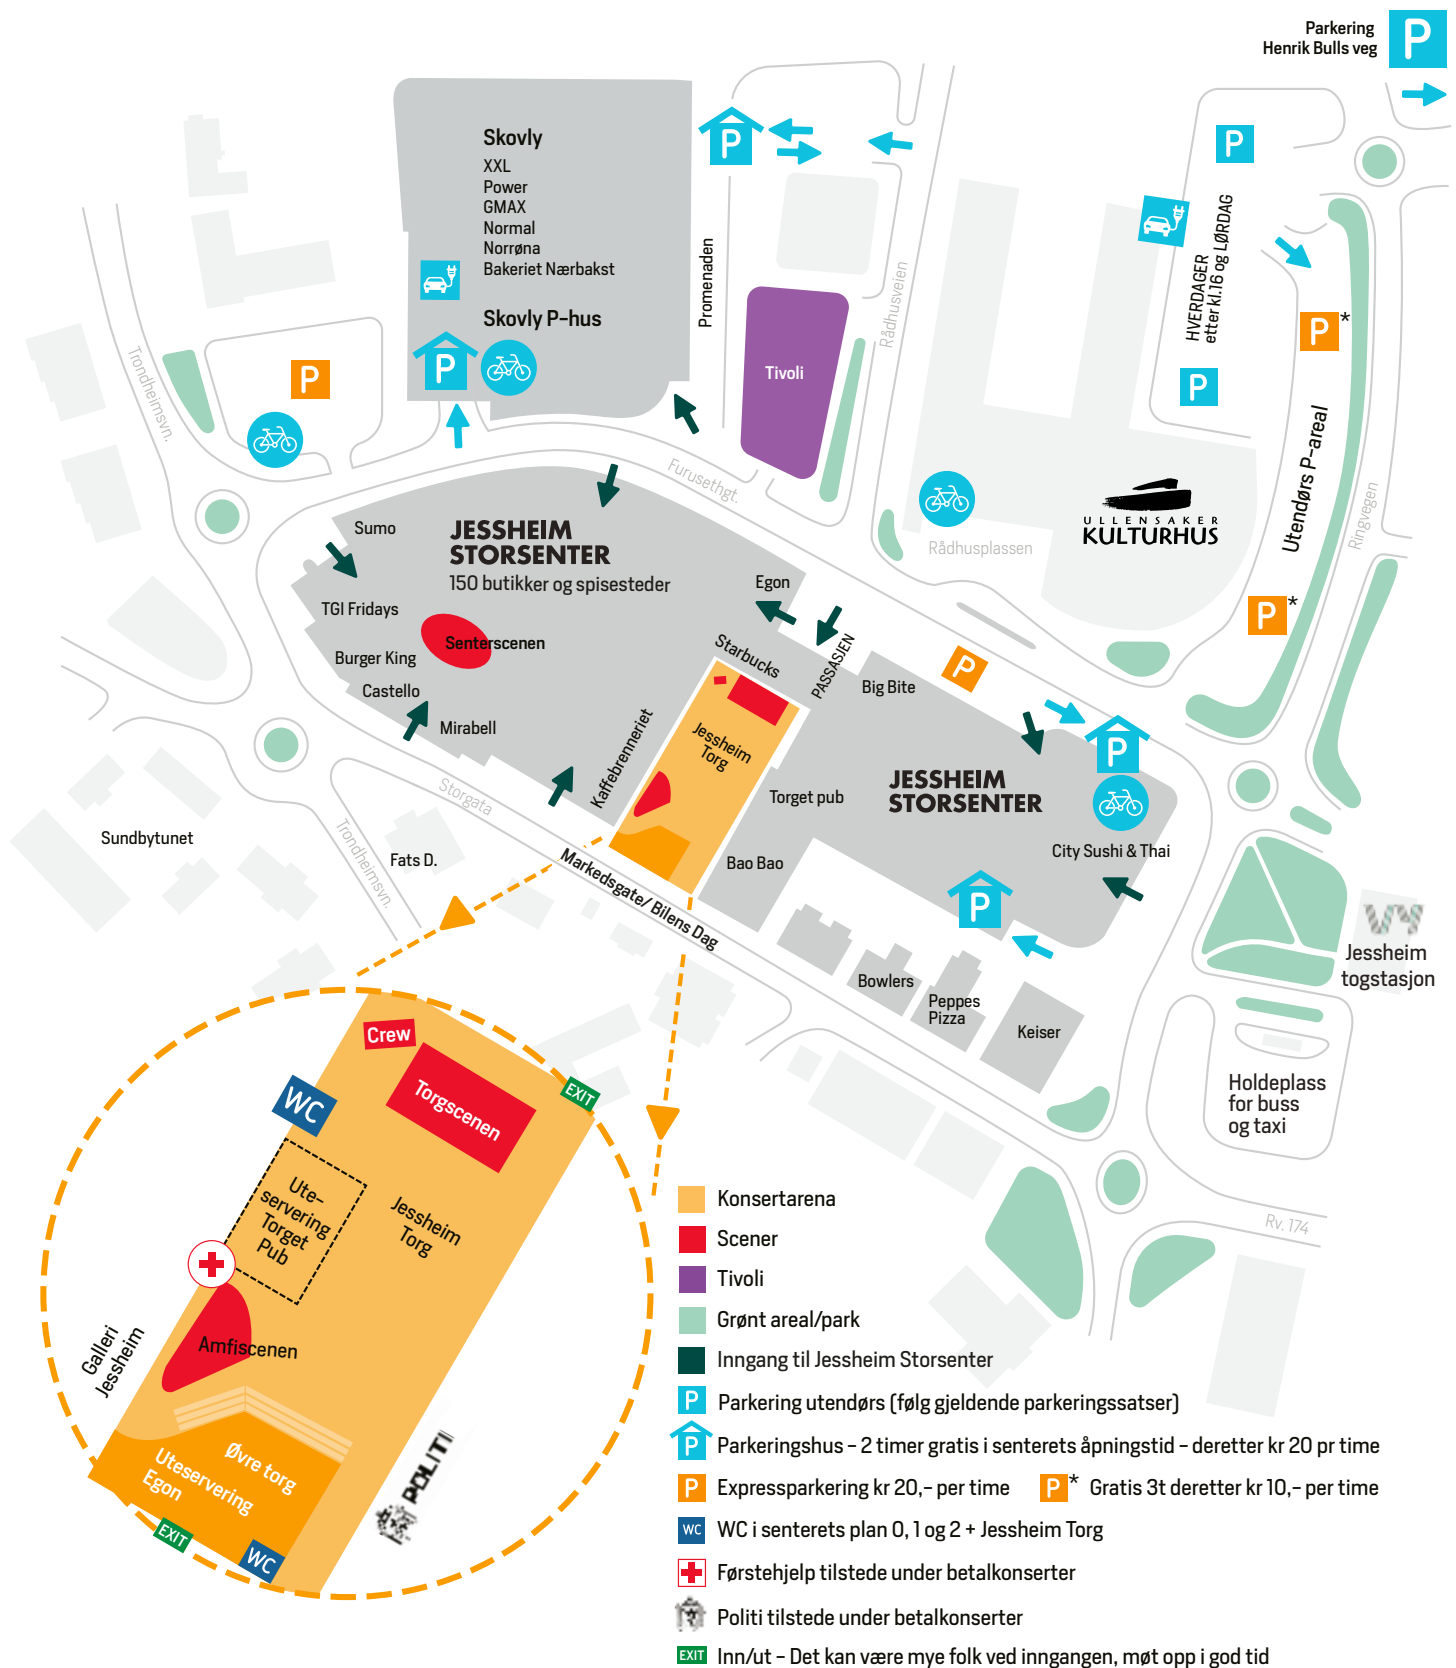 Parkering
Henrik Bulls veg
P
Skovly
XXL
Power
GMAX
Normal
Norrøna
Bakeriet Nærbakst
Skovly P-hus
P
P
P
Promenaden
Tivoli
Rådhusveien
Trondheimsvn.
P
HVERDAGER
etter kl.16 og LØRDAG
P
P*
Utendørs P-areal
Ringvegen
P*
ULLENSAKER
KULTURHUS
Rådhusplassen
Furusethgt.
Sumo
JESSHEIM
STORSENTER
150 butikker og spisesteder
TGI Fridays
Senterscenen
Burger King
Castello
Mirabell
Egon
PASSASJEN
Starbucks
Big Bite
P
Kaffebrenneriet
Jessheim
Torg
Torget pub
Bao Bao
JESSHEIM
STORSENTER
P
City Sushi & Thai
P
Storgata
Trondheimsvn.
Sundbytunet
Fats D.
Markedsgate/ Bilens Dag
Bowlers
Peppes
Pizza
Keiser
vy
Jessheim
togstasjon
Holdeplass
for buss
og taxi
Rv. 174
Crew
Torgscenen
EXIT
WC
Ute-
servering
Torget
Pub
Jessheim
Torg
Galleri
Jessheim
Amfiscenen
Øvre torg
Uteservering
Egon
EXIT
WC
POLITI
Konsertarena
Scener
Tivoli
Grønt areal/park
Inngang til Jessheim Storsenter
P Parkering utendørs (følg gjeldende parkeringssatser)
P Parkeringshus – 2 timer gratis i senterets åpningstid – deretter kr 20 pr time
P Expressparkering kr 20,– per time P* Gratis 3t deretter kr 10,– per time
WC WC i senterets plan 0, 1 og 2 + Jessheim Torg
Førstehjelp tilstede under betalkonserter
Politi tilstede under betalkonserter
EXIT Inn/ut – Det kan være mye folk ved inngangen, møt opp i god tid